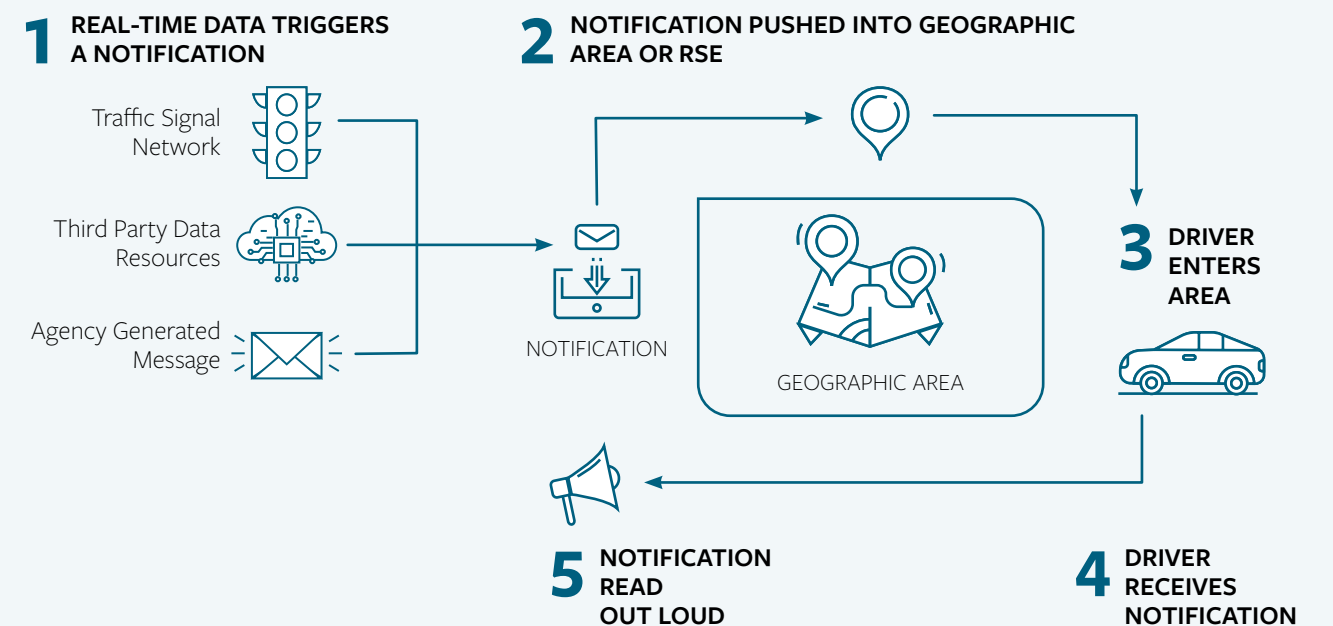 1 REAL-TIME DATA TRIGGERS
A NOTIFICATION
Traffic Signal
Network
Third Party Data
Resources
Agency Generated
Message
2 NOTIFICATION PUSHED INTO GEOGRAPHIC
AREA OR RSE
NOTIFICATION
GEOGRAPHIC AREA
3 DRIVER
ENTERS
AREA
4 DRIVER
RECEIVES
NOTIFICATION
5 NOTIFICATION
READ
OUT LOUD